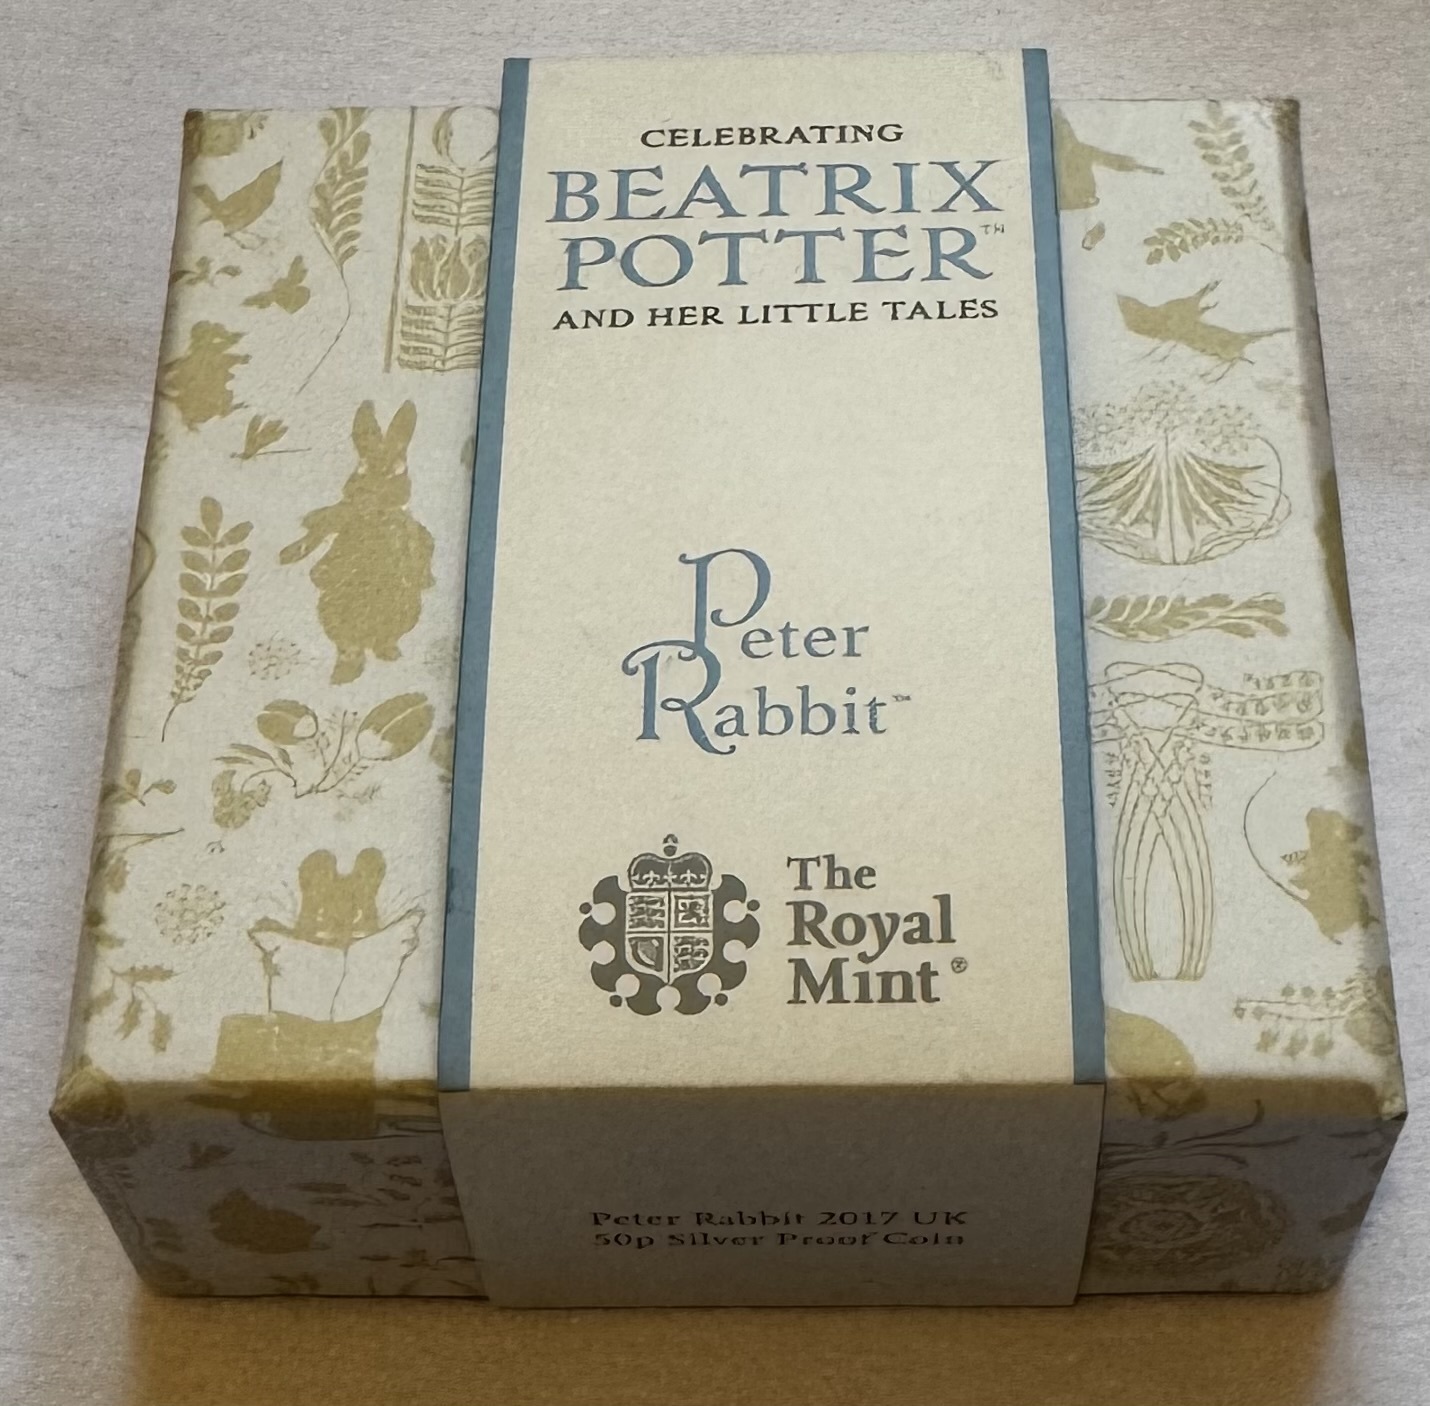 CELEBRATING
BEATRIX
POTTER™
AND HER LITTLE TALES
Peter
Rabbit™
The
Royal
Mint®
Peter Rabbit 2017 UK
50p Silver Proof Coin